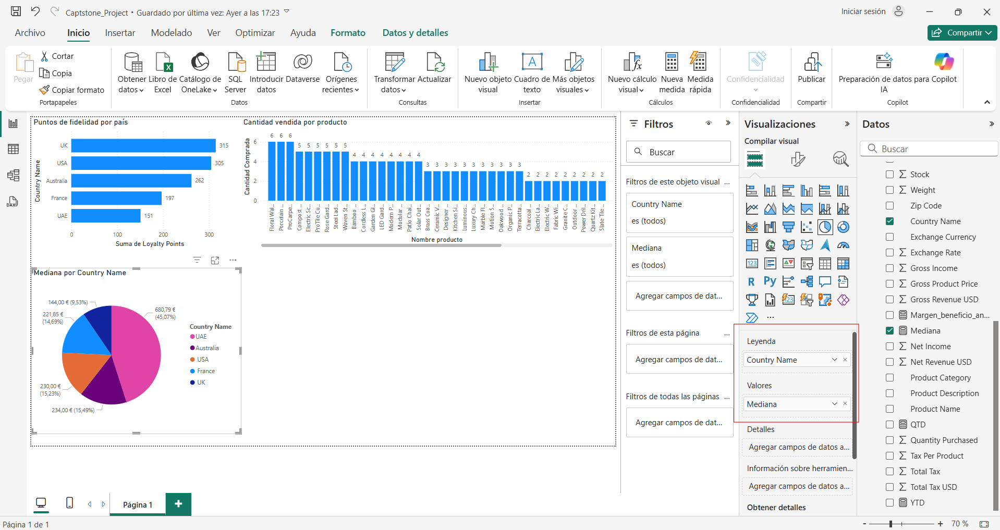 Captstone_Project • Guardado por última vez: Ayer a las 17:23
Iniciar sesión
Archivo
Inicio
Insertar
Modelado
Ver
Optimizar
Ayuda
Formato
Datos y detalles
Compartir
Pegar
Cortar
Copia
Copiar formato
Portapapeles
Obtener datos
Libro de Excel
Catálogo de OneLake
SQL Server
Introducir datos
Dataverse
Orígenes recientes
Datos
Transformar datos
Actualizar
Consultas
Nuevo objeto visual
Cuadro de texto
Más objetos visuales
Insertar
Nuevo cálculo visual
Nueva medida
Medida rápida
Cálculos
Confidencialidad
Confidencialidad
Publicar
Compartir
Preparación de datos para IA
Copilot
Copilot
Puntos de fidelidad por país
Country Name
UK
315
USA
305
Australia
262
France
197
UAE
151
0 100 200 300
Suma de Loyalty Points
Cantidad vendida por producto
Cantidad Comprada
6
4
2
0
6 6 6 5 5 5 5 5 5 4 4 4 4 4 4 4 4 3 3 3 3 3 3 3 3 3 3 3 2 2 2 2 2 2 2 2 2
Floral Wal...
Porcelain ...
ProCarpe...
Compost ...
Electric Sc...
ProTile Cu...
Rose Gard...
Steel Lad...
Woven St...
Bamboo ...
Cordless L...
Garden Gl...
LED Gard...
Modern P...
Modular ...
Patio Chai...
Solar Out...
Brass Coa...
Ceramic V...
Designer ...
Kitchen Si...
Luminous...
Luxury Ch...
Marble Fl...
Motion S...
Oakwood ...
Organic P...
Terracotta...
Charcoal ...
Electric La...
Electric W...
Fabric Wi...
Granite C...
Outdoor ...
Power Dril...
Quartz Kit...
Slate Tile ...
Nombre producto
Mediana por Country Name
144,00 € (9,53%)
221,85 €
(14,69%)
230,00 €
(15,23%)
234,00 € (15,49%)
680,79 €
(45,07%)
Country Name
UAE
Australia
USA
France
UK
Filtros
Buscar
Filtros de este objeto visual ...
Country Name
es (todos)
Mediana
es (todos)
Agregar campos de dat...
Filtros de esta página ...
Agregar campos de dat...
Filtros de todas las páginas ...
Agregar campos de dat...
Visualizaciones
Compilar visual
123
R
Py
123
...
Leyenda
Country Name
Valores
Mediana
Detalles
Agregar campos de datos a...
Información sobre herramien...
Agregar campos de datos a...
Obtener detalles
Datos
Buscar
Stock
Weight
Zip Code
Country Name
Exchange Currency
Exchange Rate
Gross Income
Gross Product Price
Gross Revenue USD
Margen_beneficio_an...
Mediana
Net Income
Net Revenue USD
Product Category
Product Description
Product Name
QTD
Quantity Purchased
Tax Per Product
Total Tax
Total Tax USD
YTD
Página 1
Página 1 de 1
- + 70 %